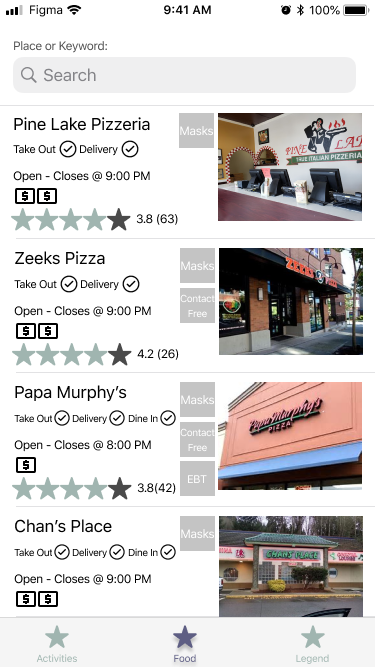 Figma 9:41 AM 100%
Place or Keyword:
Search
Pine Lake Pizzeria
Masks
Take Out Delivery
Open - Closes @ 9:00 PM
$ $
3.8 (63)
PINE LAK
TRUE ITALIAN PIZZERIA
Zeeks Pizza
Masks
Take Out Delivery
Contact
Free
Open - Closes @ 9:00 PM
$ $
4.2 (26)
ZEEKS PIZZA
Papa Murphy's
Masks
Take Out Delivery Dine In
Contact
Free
Open - Closes @ 8:00 PM
$
EBT
3.8(42)
Papa Murphy's
PIZZA
Chan's Place
Masks
Take Out Delivery Dine In
Open - Closes @ 9:00 PM
$ $
CHAN'S PLACE
Activities Food Legend